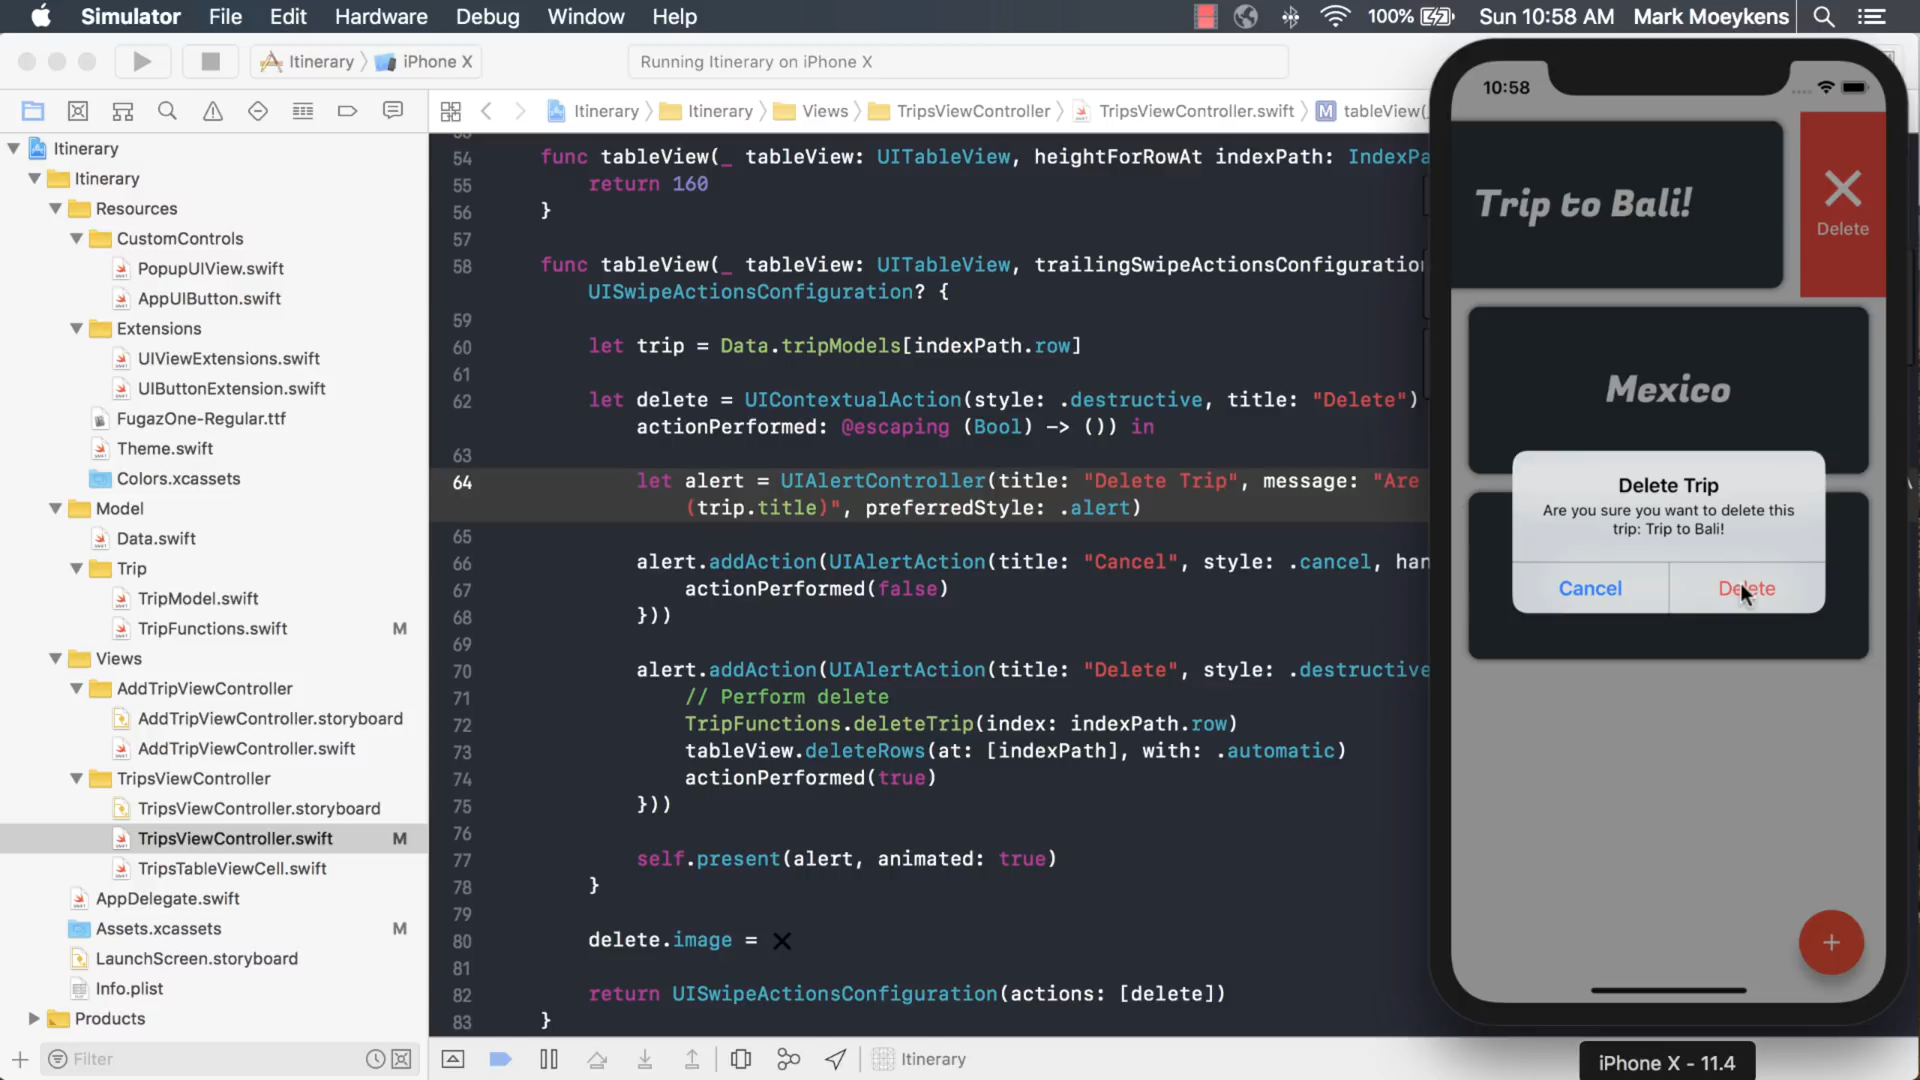 Simulator File Edit Hardware Debug Window Help 100% Sun 10:58 AM Mark Moeykens
Itinerary iPhone X Running Itinerary on iPhone X
Itinerary Itinerary Views TripsViewController TripsViewController.swift M tableView(
Itinerary
Itinerary
Resources
CustomControls
PopupUIView.swift
AppUIButton.swift
Extensions
UIViewExtensions.swift
UIButtonExtension.swift
FugazOne-Regular.ttf
Theme.swift
Colors.xcassets
Model
Data.swift
Trip
TripModel.swift
TripFunctions.swift M
Views
AddTripViewController
AddTripViewController.storyboard
AddTripViewController.swift
TripsViewController
TripsViewController.storyboard
TripsViewController.swift M
TripsTableViewCell.swift
AppDelegate.swift
Assets.xcassets M
LaunchScreen.storyboard
Info.plist
Products
Filter
54 func tableView(_ tableView: UITableView, heightForRowAt indexPath: IndexPa
55 return 160
56 }
57
58 func tableView(_ tableView: UITableView, trailingSwipeActionsConfiguration
UISwipeActionsConfiguration? {
59
60 let trip = Data.tripModels[indexPath.row]
61
62 let delete = UIContextualAction(style: .destructive, title: "Delete")
actionPerformed: @escaping (Bool) -> ()) in
63
64 let alert = UIAlertController(title: "Delete Trip", message: "Are
(trip.title)", preferredStyle: .alert)
65
66 alert.addAction(UIAlertAction(title: "Cancel", style: .cancel, han
67 actionPerformed(false)
68 }))
69
70 alert.addAction(UIAlertAction(title: "Delete", style: .destructive
71 // Perform delete
72 TripFunctions.deleteTrip(index: indexPath.row)
73 tableView.deleteRows(at: [indexPath], with: .automatic)
74 actionPerformed(true)
75 }))
76
77 self.present(alert, animated: true)
78 }
79
80 delete.image =
81
82 return UISwipeActionsConfiguration(actions: [delete])
83 }
Itinerary
10:58
Trip to Bali!
Delete
Mexico
Delete Trip
Are you sure you want to delete this
trip: Trip to Bali!
Cancel Delete
+
iPhone X - 11.4